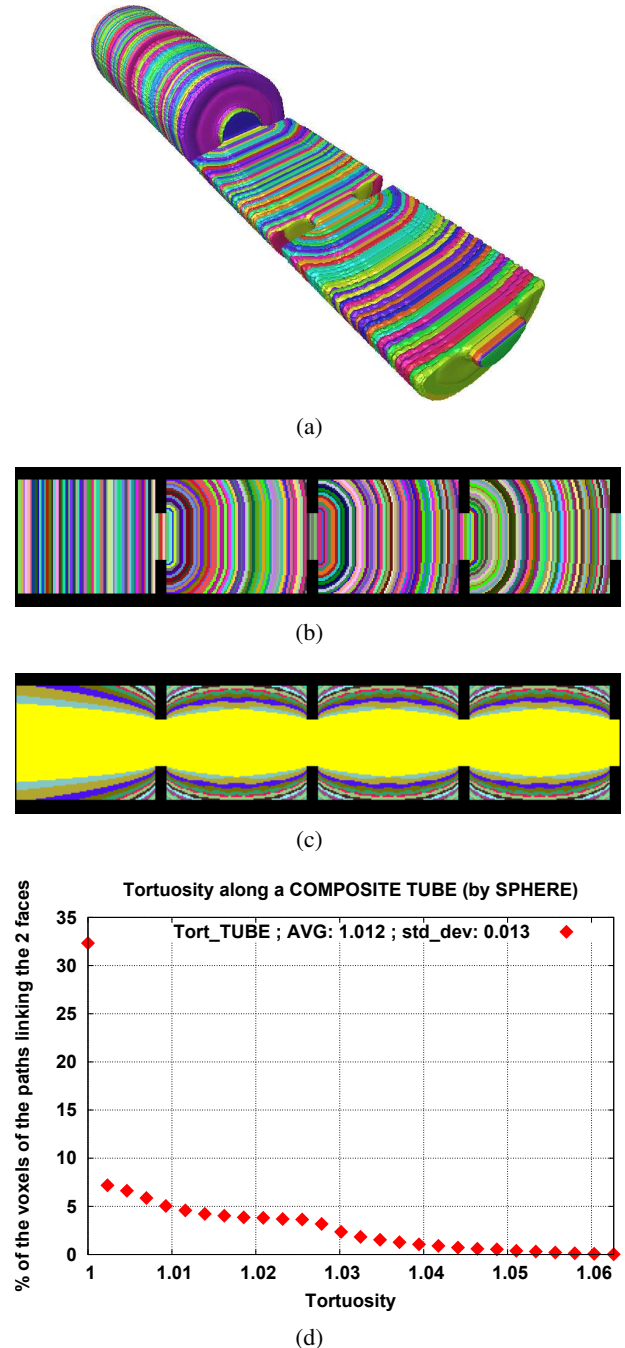 (a)
(b)
(c)
Tortuosity along a COMPOSITE TUBE (by SPHERE)
% of the voxels of the paths linking the 2 faces
35
Tort_TUBE ; AVG: 1.012 ; std_dev: 0.013
30
25
20
15
10
5
0
1 1.01 1.02 1.03 1.04 1.05 1.06
Tortuosity
(d)